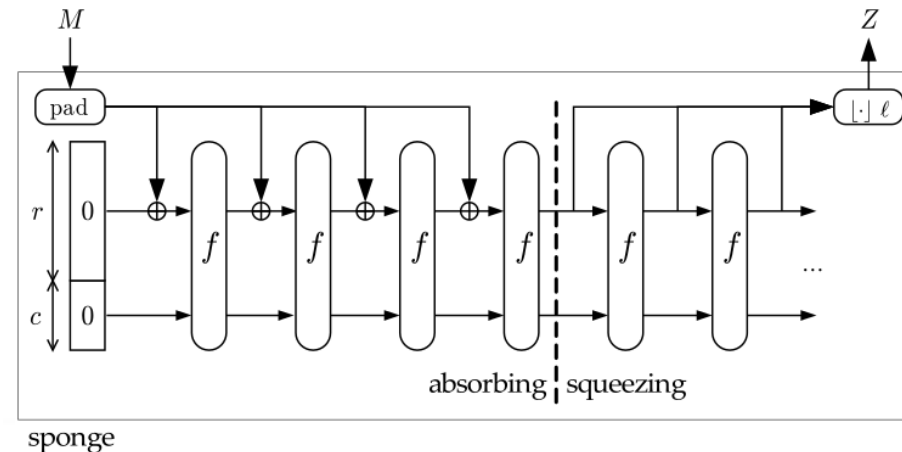 M Z
pad ⌊·⌋ ℓ
r 0 f f f f f f
c 0 ...
absorbing squeezing
sponge